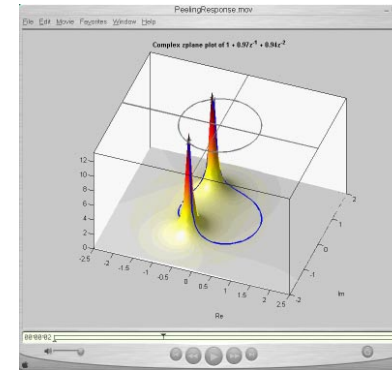 PeelingResponse.mov
File Edit Movie Favorites Window Help
Complex zplane plot of 1 + 0.97z^-1 + 0.94z^-2
12
10
8
6
4
2
0
-2.5 -2 -1.5 -1 -0.5 0 0.5 1 1.5 2 2.5
-2 -1 0 1 2
Re
Im
00:00:02